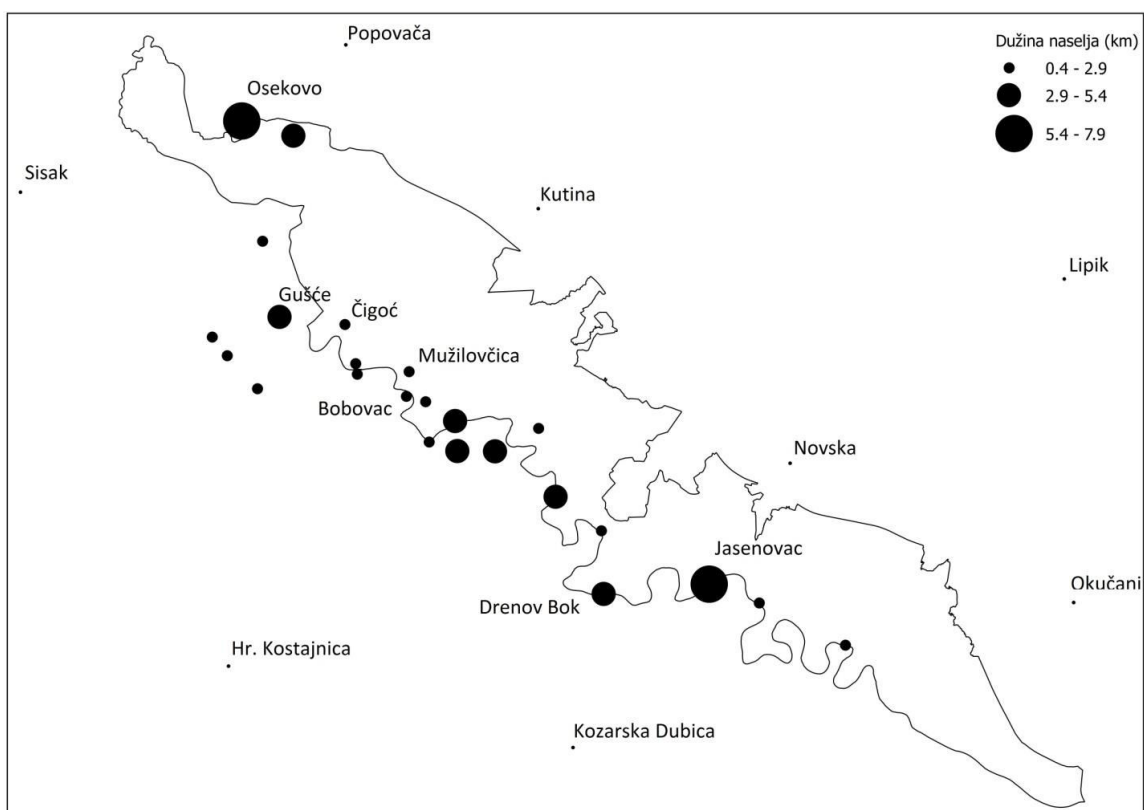 Popovača
Dužina naselja (km)
0.4 - 2.9
2.9 - 5.4
5.4 - 7.9
Osekovo
Sisak
Kutina
Lipik
Gušće
Čigoć
Mužilovčica
Bobovac
Novska
Jasenovac
Drenov Bok
Okučani
Hr. Kostajnica
Kozarska Dubica